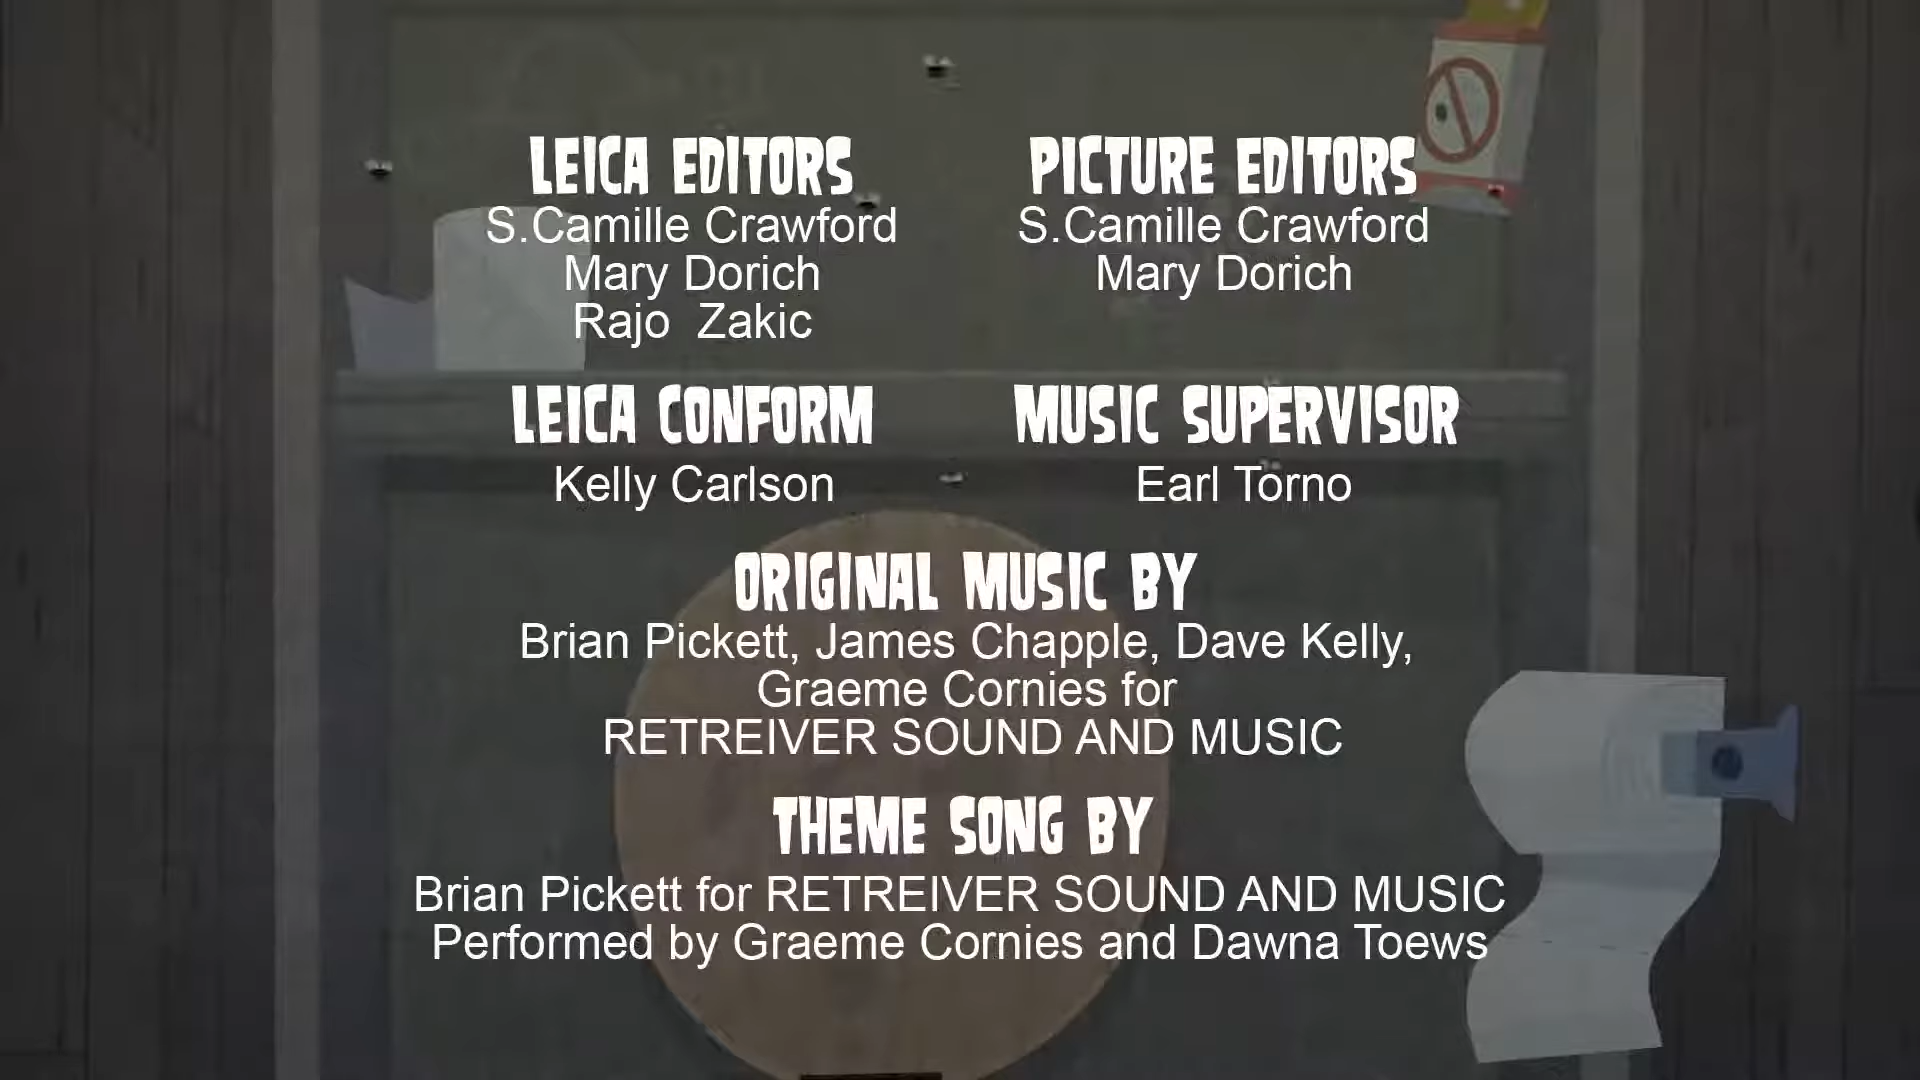 LEICA EDITORS
S.Camille Crawford
Mary Dorich
Rajo  Zakic
PICTURE EDITORS
S.Camille Crawford
Mary Dorich
LEICA CONFORM
Kelly Carlson
MUSIC SUPERVISOR
Earl Torno
ORIGINAL MUSIC BY
Brian Pickett, James Chapple, Dave Kelly,
Graeme Cornies for
RETREIVER SOUND AND MUSIC
THEME SONG BY
Brian Pickett for RETREIVER SOUND AND MUSIC
Performed by Graeme Cornies and Dawna Toews